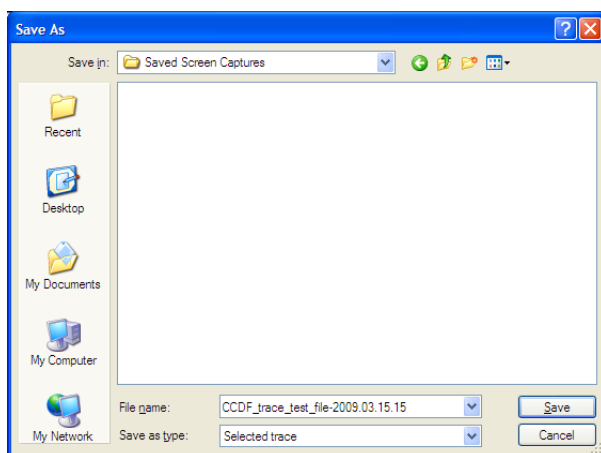 Save As
Save in: Saved Screen Captures
Recent
Desktop
My Documents
My Computer
My Network
File name: CCDF_trace_test_file-2009.03.15.15 Save
Save as type: Selected trace Cancel